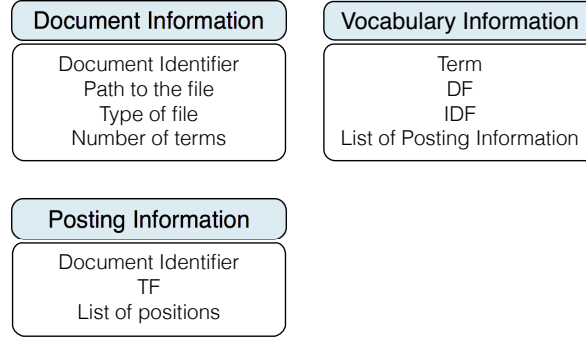 Document Information
Document Identifier
Path to the file
Type of file
Number of terms
Vocabulary Information
Term
DF
IDF
List of Posting Information
Posting Information
Document Identifier
TF
List of positions